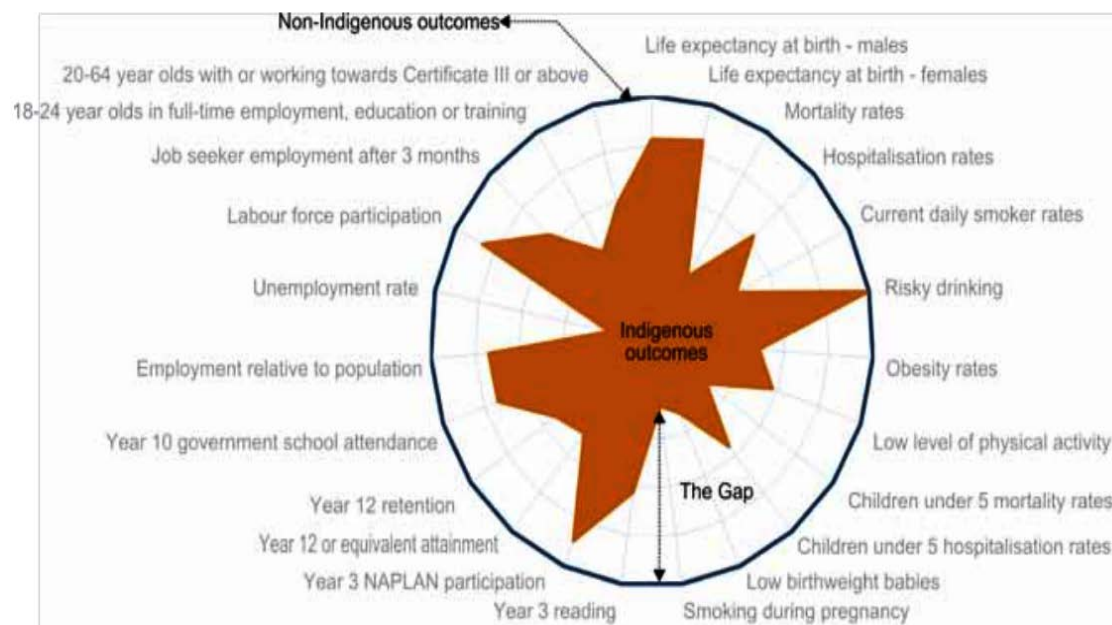 Non-Indigenous outcomes
Life expectancy at birth - males
20-64 year olds with or working towards Certificate III or above
Life expectancy at birth - females
18-24 year olds in full-time employment, education or training
Mortality rates
Job seeker employment after 3 months
Hospitalisation rates
Labour force participation
Current daily smoker rates
Unemployment rate
Risky drinking
Indigenous
outcomes
Employment relative to population
Obesity rates
Year 10 government school attendance
Low level of physical activity
The Gap
Year 12 retention
Children under 5 mortality rates
Year 12 or equivalent attainment
Children under 5 hospitalisation rates
Year 3 NAPLAN participation
Low birthweight babies
Year 3 reading
Smoking during pregnancy